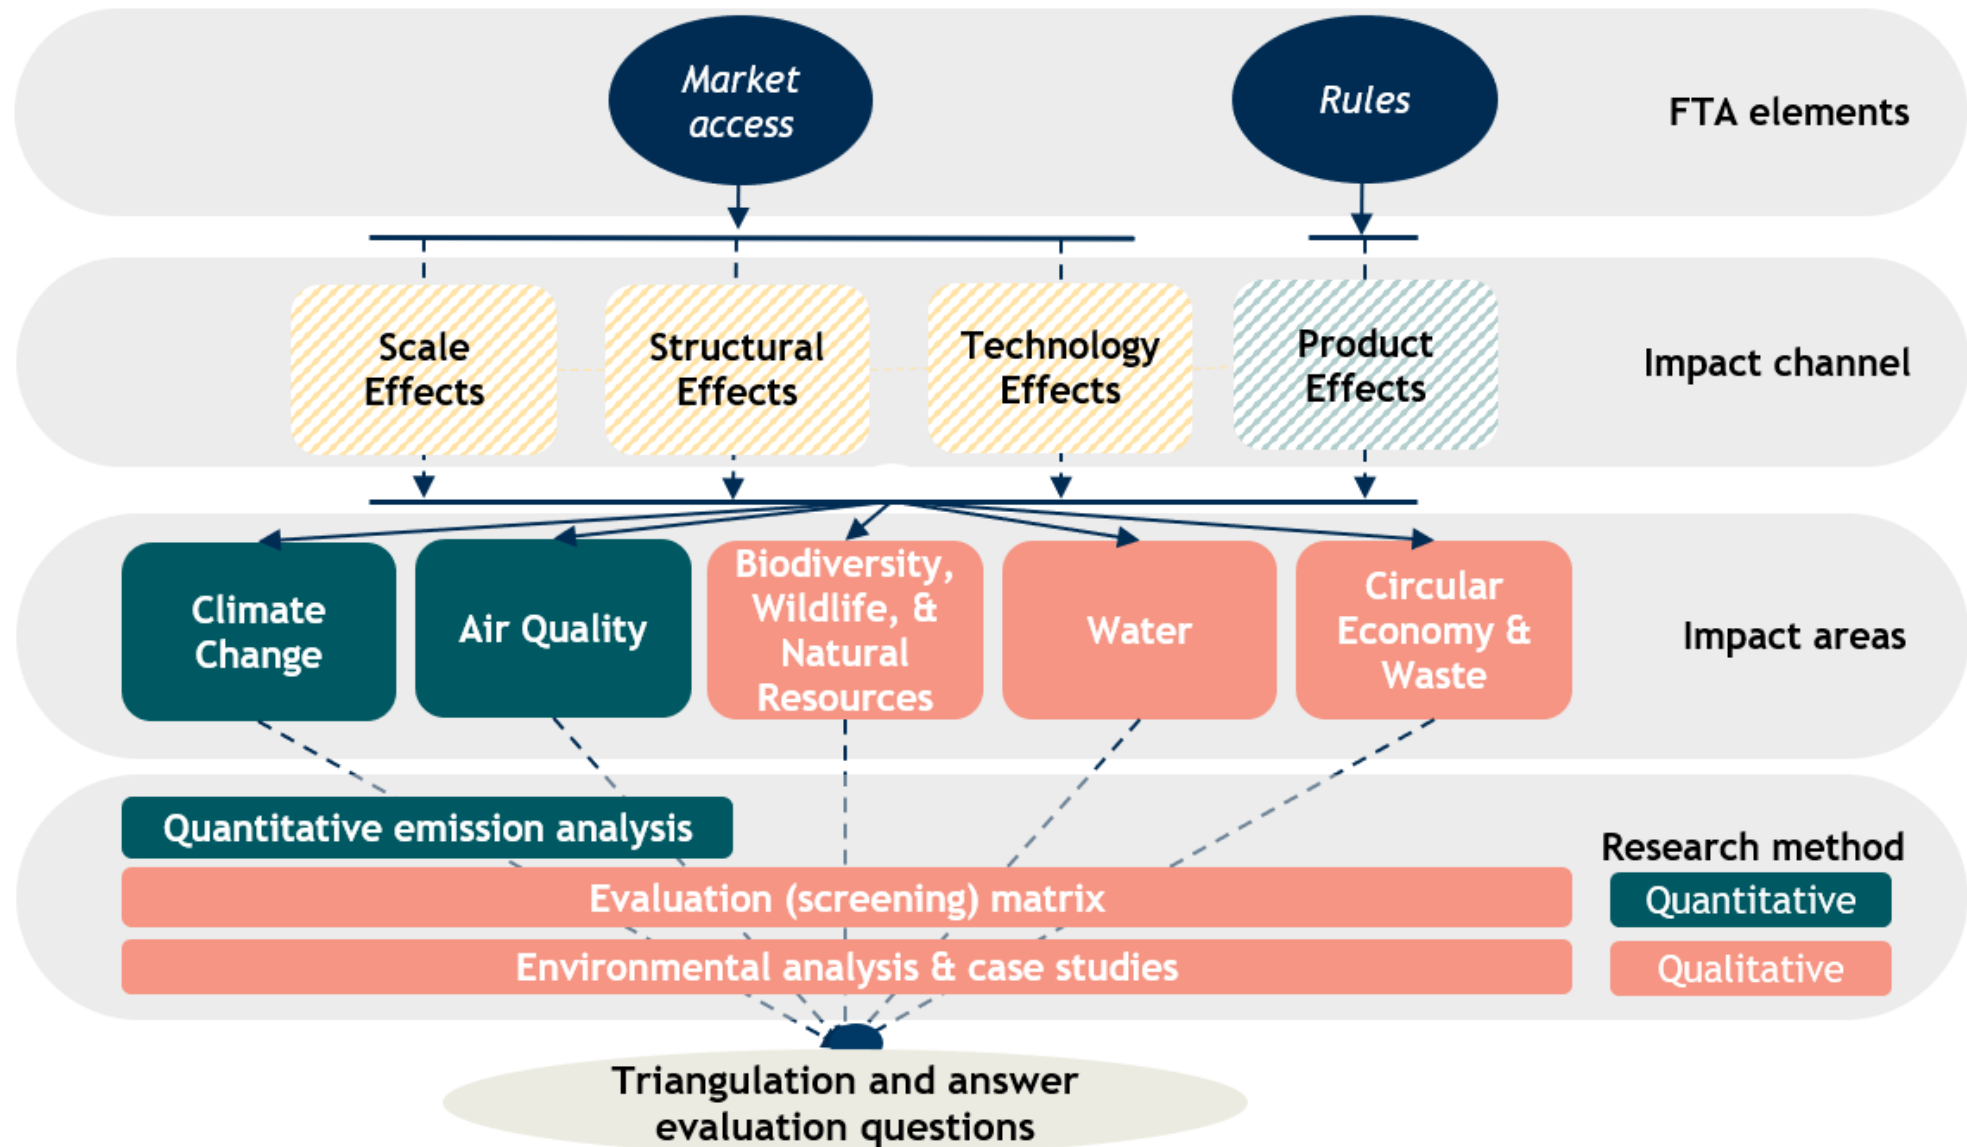 Market
access
Rules
FTA elements
Scale
Effects
Structural
Effects
Technology
Effects
Product
Effects
Impact channel
Climate
Change
Air Quality
Biodiversity,
Wildlife, &
Natural
Resources
Water
Circular
Economy &
Waste
Impact areas
Quantitative emission analysis
Evaluation (screening) matrix
Environmental analysis & case studies
Research method
Quantitative
Qualitative
Triangulation and answer
evaluation questions